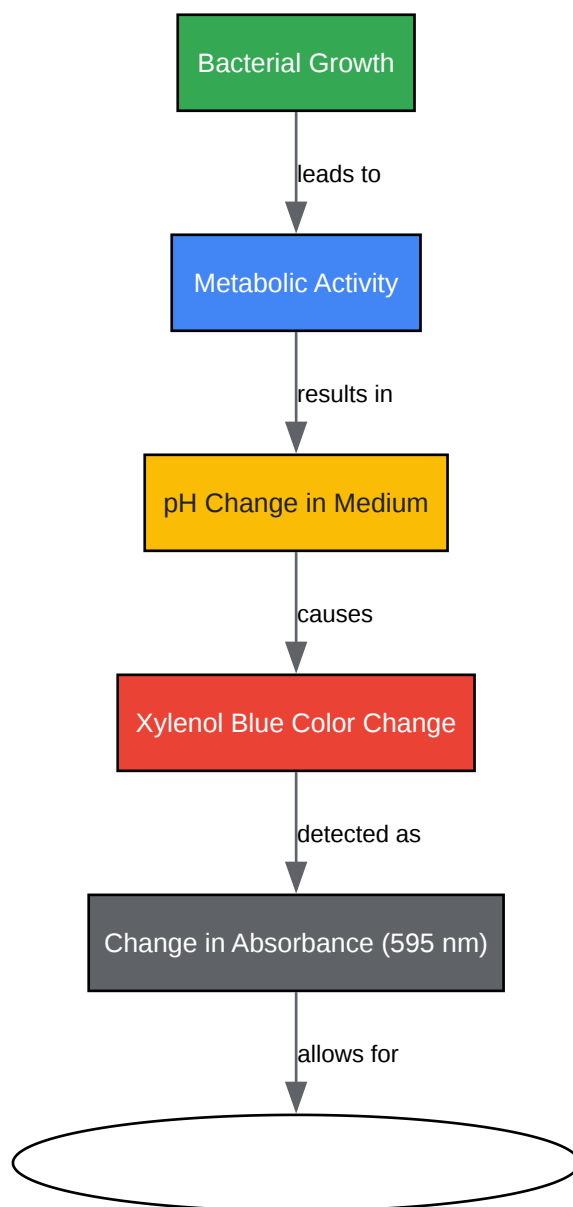 Bacterial Growth
leads to
Metabolic Activity
results in
pH Change in Medium
causes
Xylenol Blue Color Change
detected as
Change in Absorbance (595 nm)
allows for